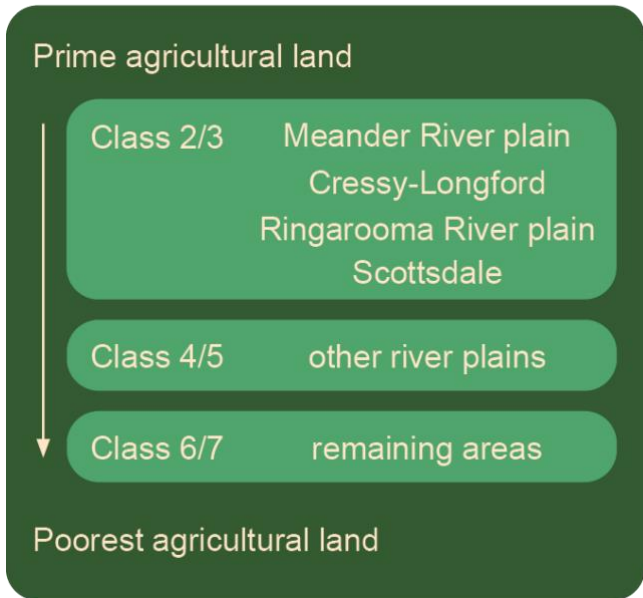 Prime agricultural land
Class 2/3 Meander River plain
Cressy-Longford
Ringarooma River plain
Scottsdale
Class 4/5 other river plains
Class 6/7 remaining areas
Poorest agricultural land